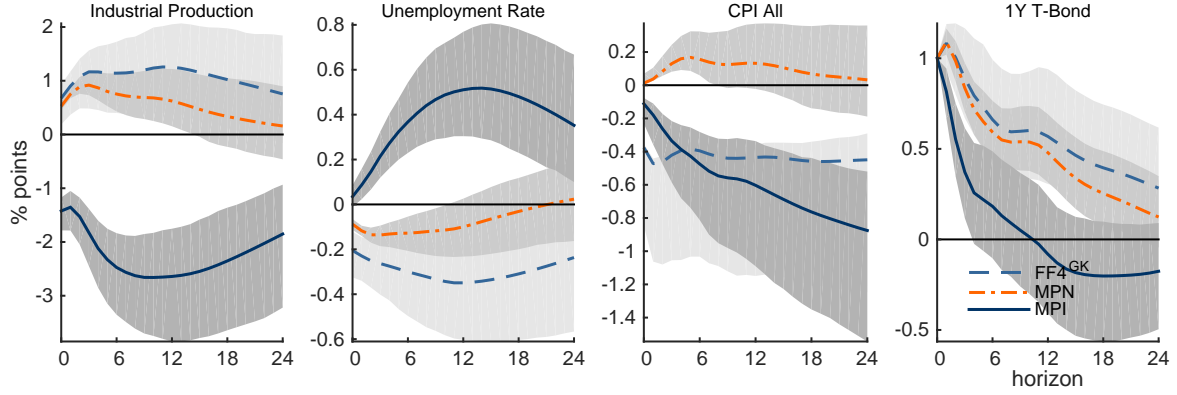 Industrial Production
Unemployment Rate
CPI All
1Y T-Bond
% points
2
1
0
-1
-2
-3
0 6 12 18 24
0.8
0.6
0.4
0.2
0
-0.2
-0.4
-0.6
0 6 12 18 24
0.2
0
-0.2
-0.4
-0.6
-0.8
-1
-1.2
-1.4
0 6 12 18 24
1
0.5
0
-0.5
0 6 12 18 24
horizon
FF4GK
MPN
MPI